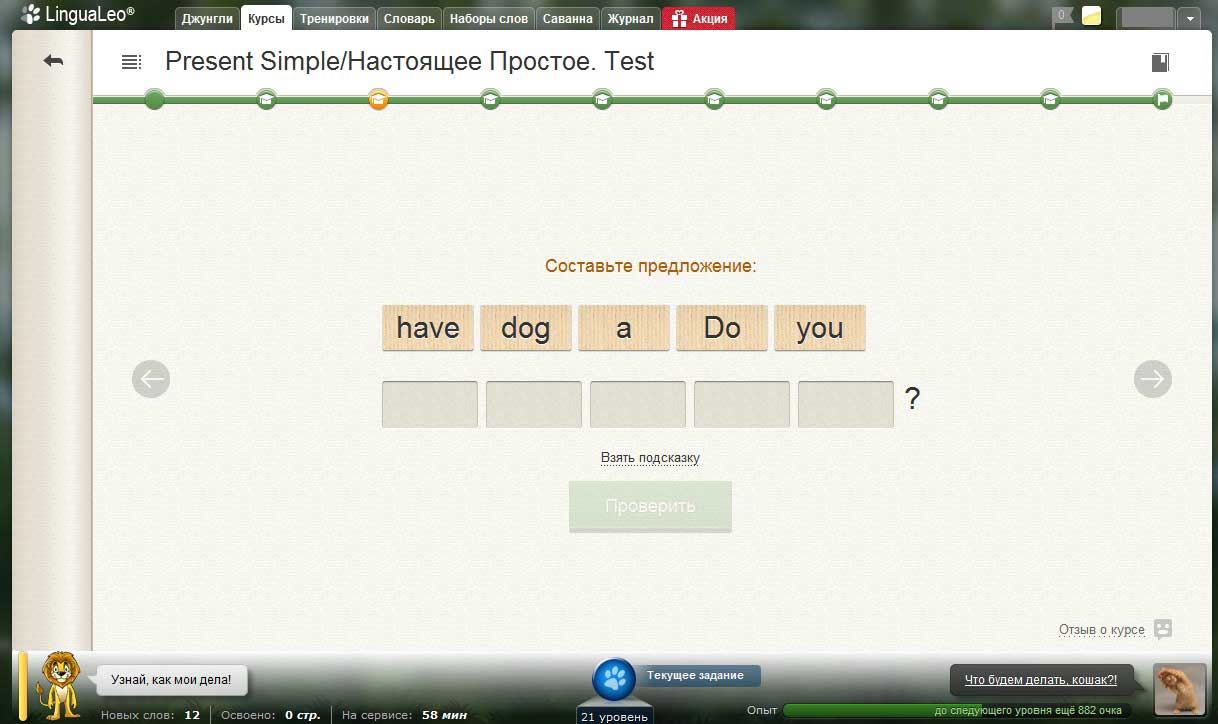 LinguaLeo®
Джунгли Курсы Тренировки Словарь Наборы слов Саванна Журнал Акция
0
Present Simple/Настоящее Простое. Test
Составьте предложение:
have dog a Do you
?
Взять подсказку
Проверить
Отзыв о курсе
Узнай, как мои дела!
Текущее задание
Что будем делать, кошак?!
Новых слов: 12 Освоено: 0 стр. На сервисе: 58 мин
21 уровень
Опыт до следующего уровня ещё 882 очка